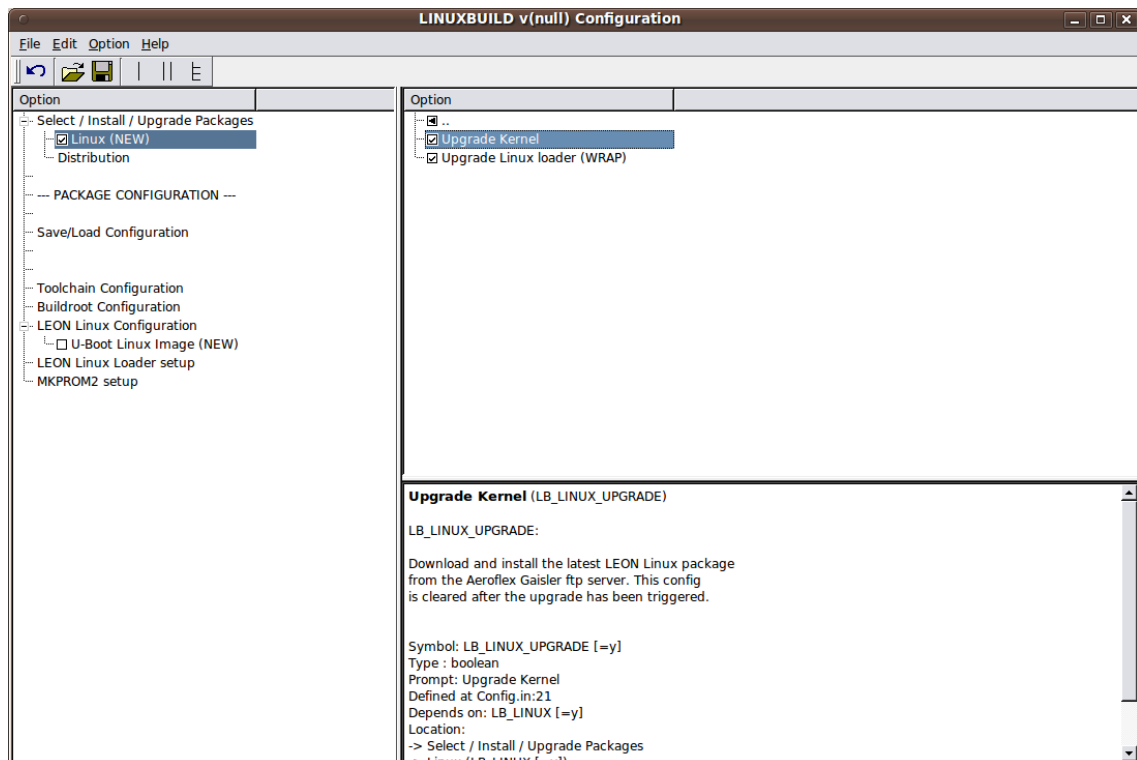 LINUXBUILD v(null) Configuration
File Edit Option Help
Option
Select / Install / Upgrade Packages
Linux (NEW)
Distribution
--- PACKAGE CONFIGURATION ---
Save/Load Configuration
Toolchain Configuration
Buildroot Configuration
LEON Linux Configuration
U-Boot Linux Image (NEW)
LEON Linux Loader setup
MKPROM2 setup
Option
..
Upgrade Kernel
Upgrade Linux loader (WRAP)
Upgrade Kernel (LB_LINUX_UPGRADE)
LB_LINUX_UPGRADE:
Download and install the latest LEON Linux package
from the Aeroflex Gaisler ftp server. This config
is cleared after the upgrade has been triggered.
Symbol: LB_LINUX_UPGRADE [=y]
Type : boolean
Prompt: Upgrade Kernel
Defined at Config.in:21
Depends on: LB_LINUX [=y]
Location:
-> Select / Install / Upgrade Packages
-> Linux (LB_LINUX [=y])